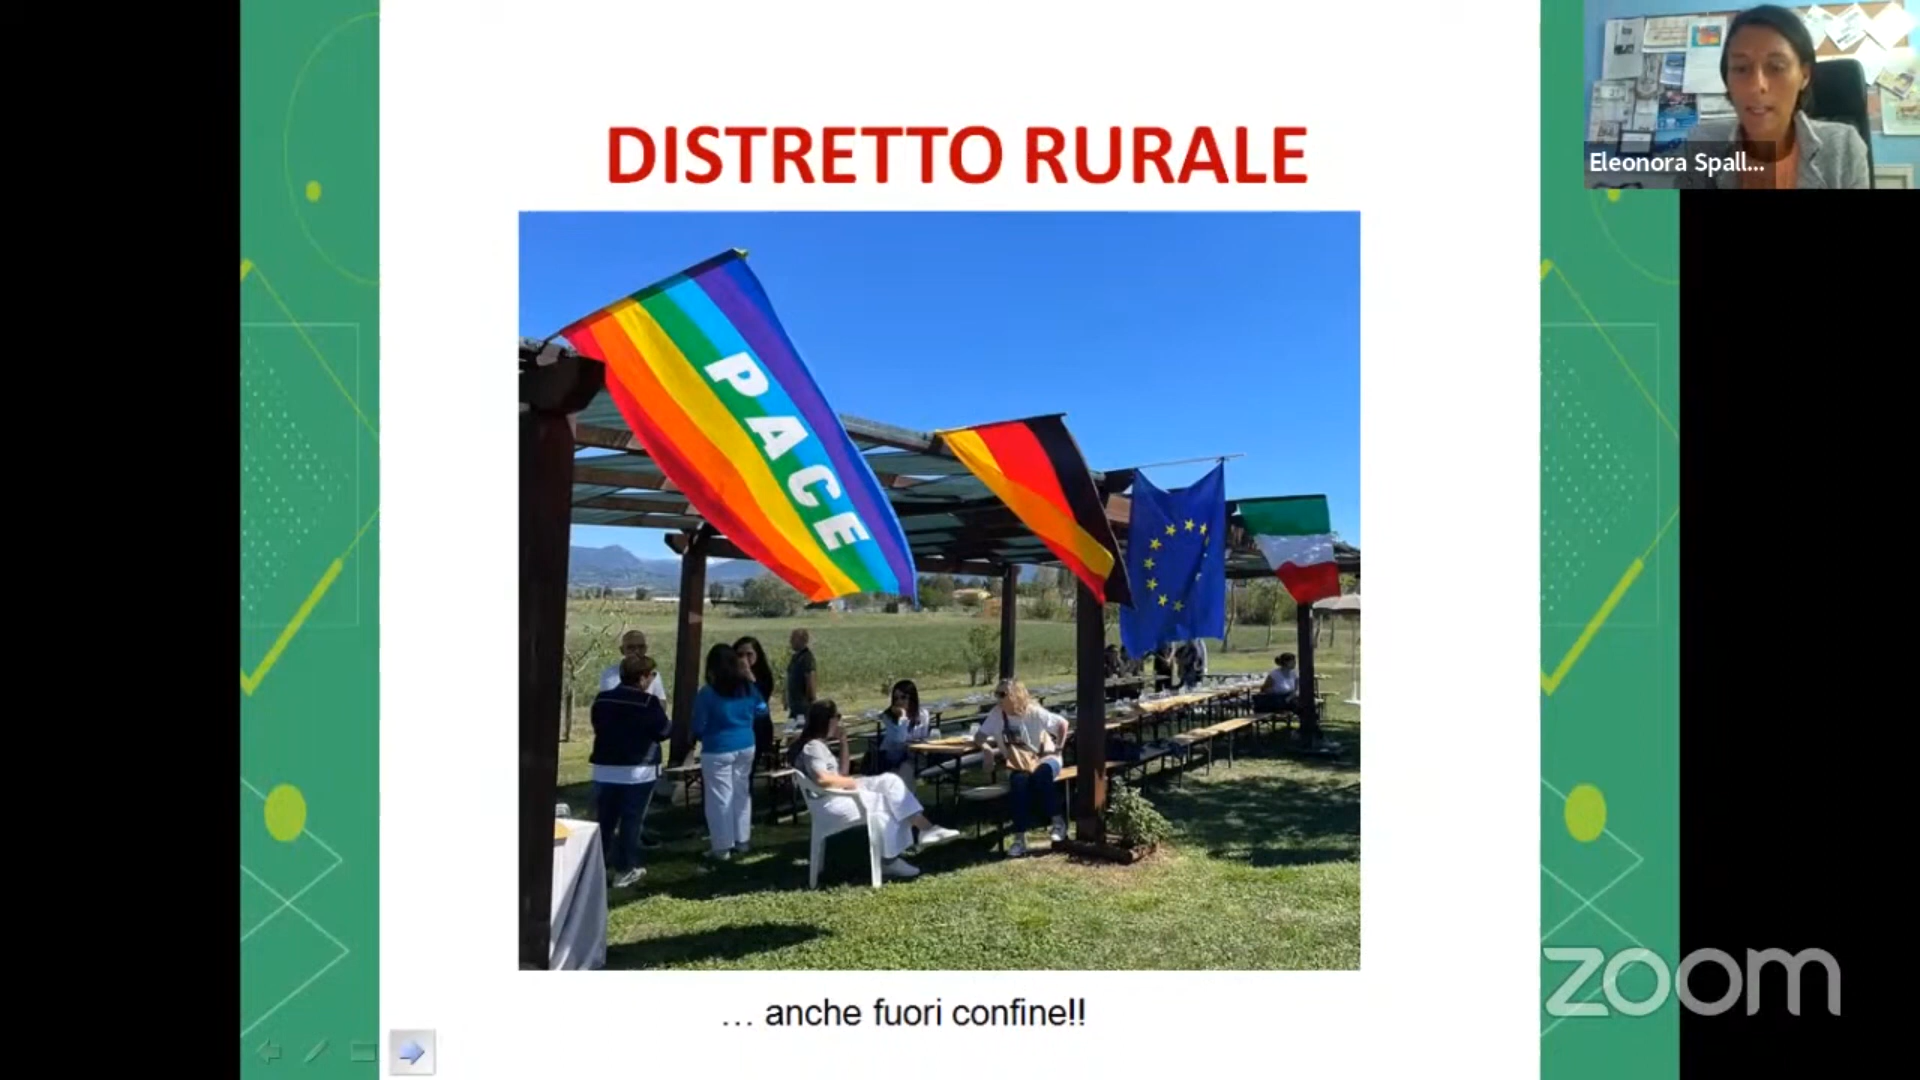 DISTRETTO RURALE
Eleonora Spall...
PACE
... anche fuori confine!!
zoom